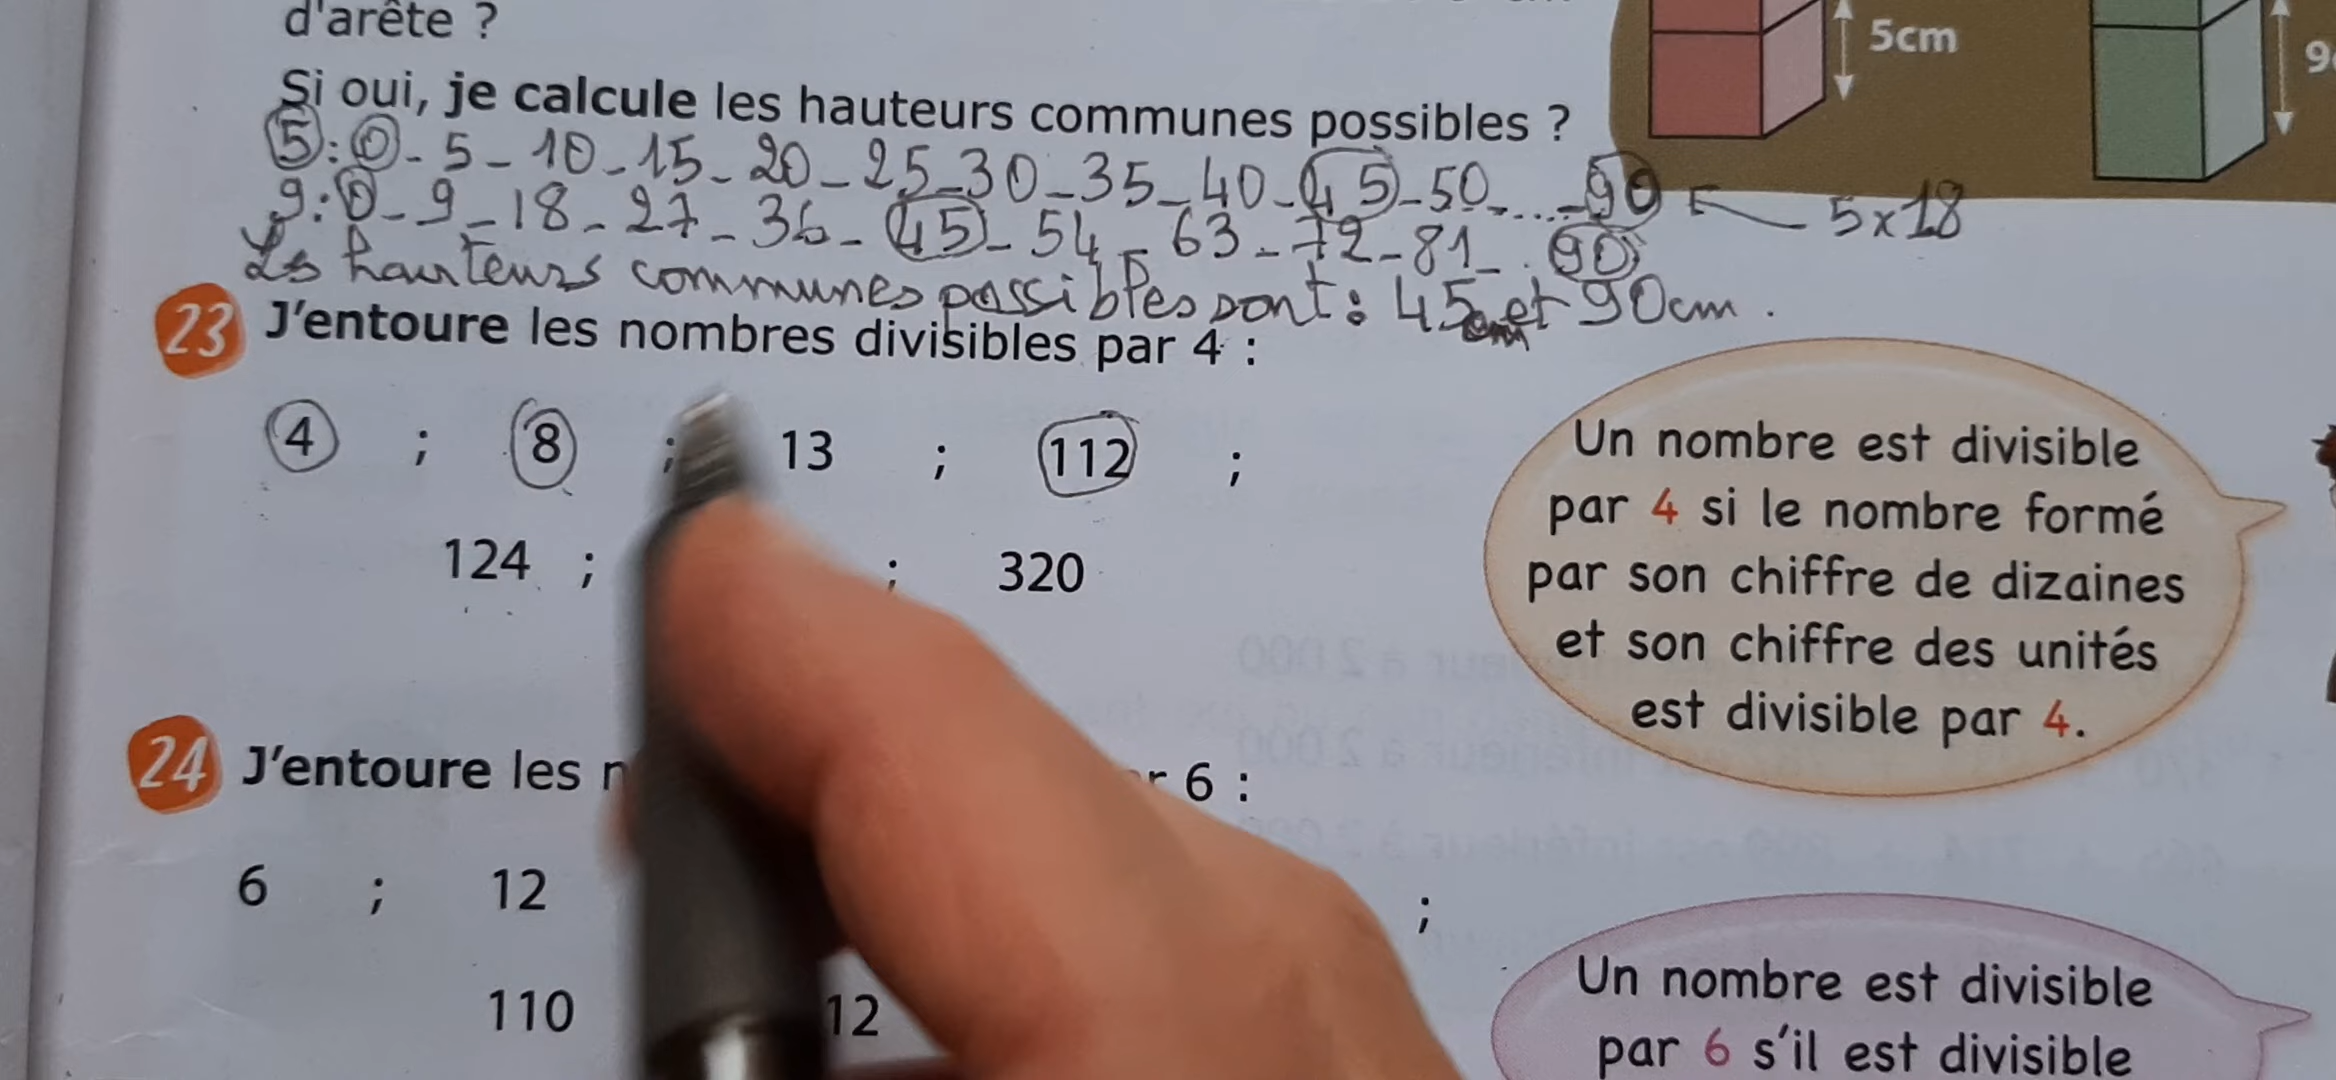 d'arête ?
5cm
Si oui, je calcule les hauteurs communes possibles ?
5:0-5-10-15-20-25-30-35-40-45-50-....-90 ← 5x18
9:0-9-18-27-36-45-54-63-72-81-.90
Les hauteurs communes possibles sont: 45cm et 90cm.
23 J'entoure les nombres divisibles par 4 :
4 ; 8 ; 13 ; 112 ;
124 ; ; 320
Un nombre est divisible
par 4 si le nombre formé
par son chiffre de dizaines
et son chiffre des unités
est divisible par 4.
24 J'entoure les 6 :
6 ; 12 ;
110 12
Un nombre est divisible
par 6 s'il est divisible